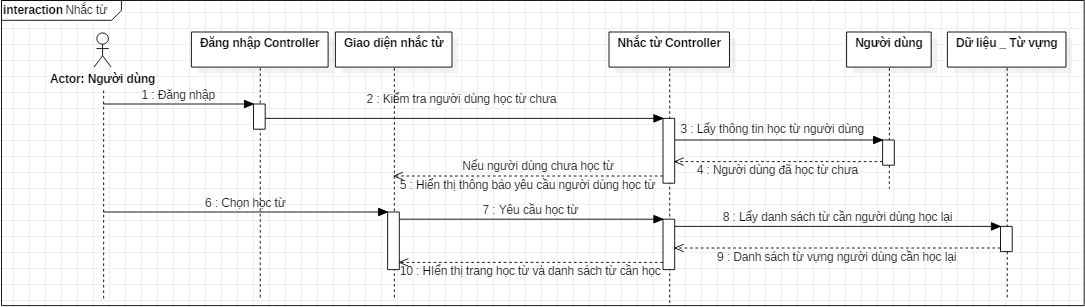 interaction Nhắc từ
Đăng nhập Controller
Giao diện nhắc từ
Nhắc từ Controller
Người dùng
Dữ liệu _ Từ vựng
Actor: Người dùng
1 : Đăng nhập
2 : Kiểm tra người dùng học từ chưa
3 : Lấy thông tin học từ người dùng
Nếu người dùng chưa học từ
4 : Người dùng đã học từ chưa
5 : Hiển thị thông báo yêu cầu người dùng học từ
6 : Chọn học từ
7 : Yêu cầu học từ
8 : Lấy danh sách từ cần người dùng học lại
9 : Danh sách từ vựng người dùng cần học lại
10 : HIển thị trang học từ và danh sách từ cần học